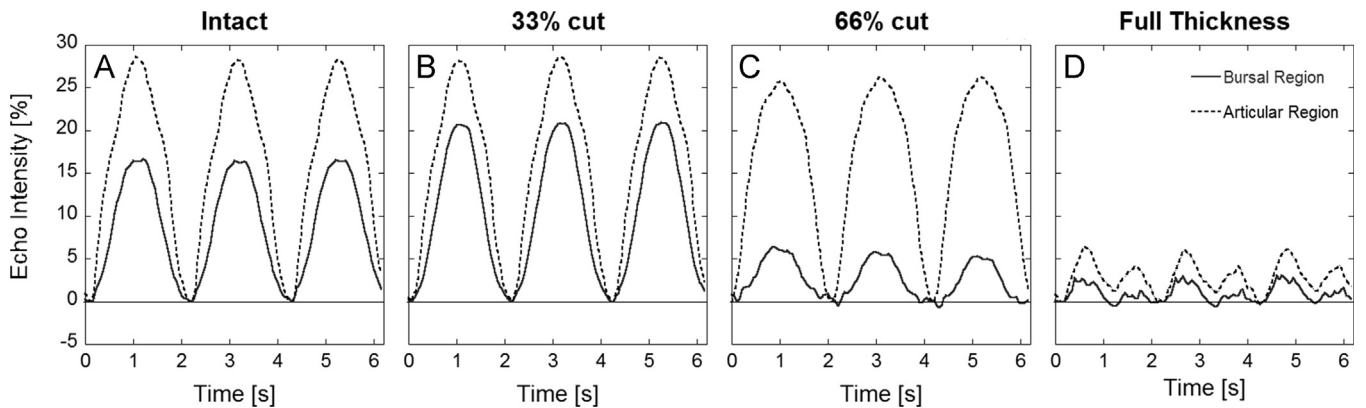 Intact
33% cut
66% cut
Full Thickness
Echo Intensity [%]
30
25
20
15
10
5
0
-5
A
B
C
D
Bursal Region
Articular Region
0 1 2 3 4 5 6
0 1 2 3 4 5 6
0 1 2 3 4 5 6
0 1 2 3 4 5 6
Time [s]
Time [s]
Time [s]
Time [s]